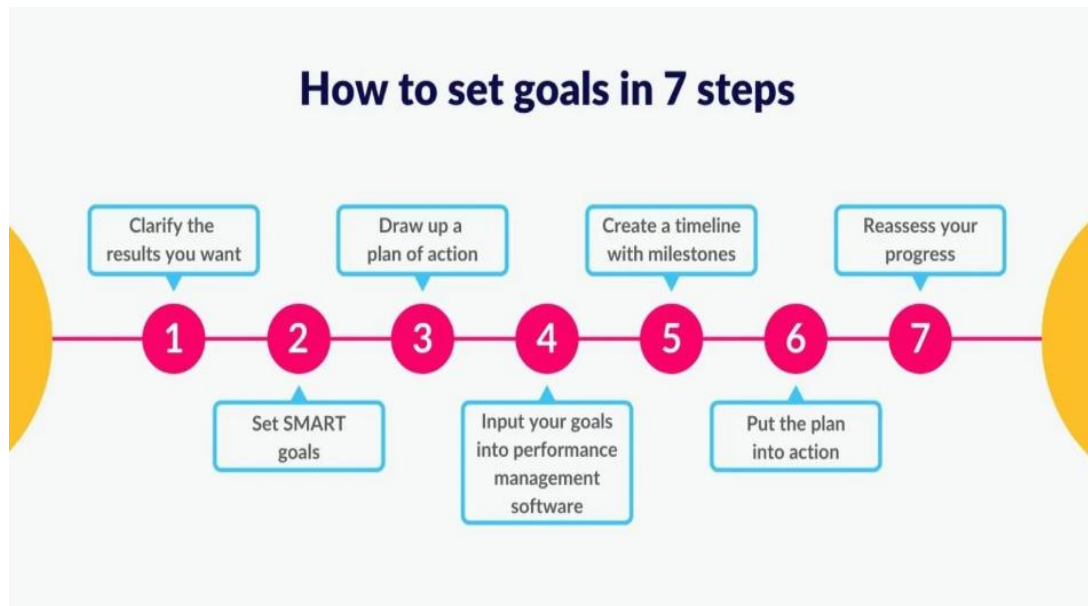 How to set goals in 7 steps
Clarify the
results you want
Draw up a
plan of action
Create a timeline
with milestones
Reassess your
progress
1 2 3 4 5 6 7
Set SMART
goals
Input your goals
into performance
management
software
Put the plan
into action